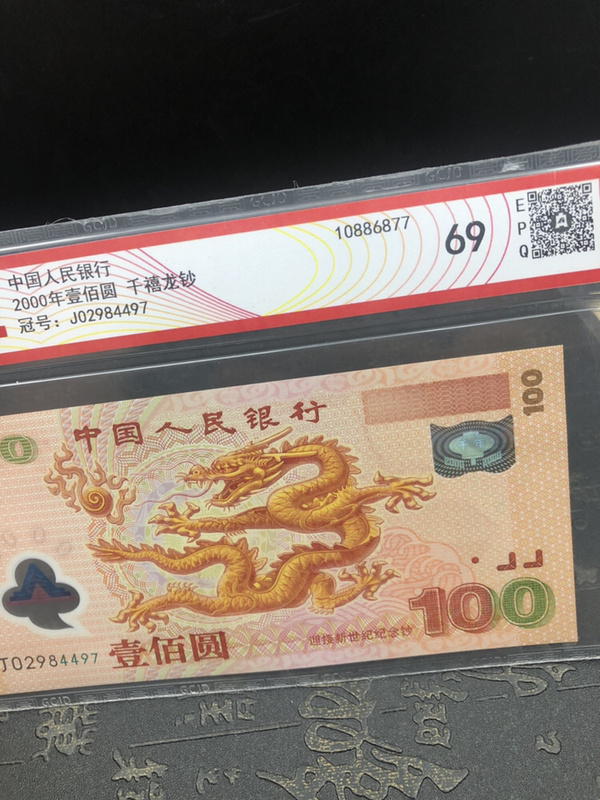 中国人民银行
2000年壹佰圆 千禧龙钞
冠号: J02984497
10886877
69
EPQ
中国人民银行
100
0
J02984497
壹佰圆
迎接新世纪纪念钞
100